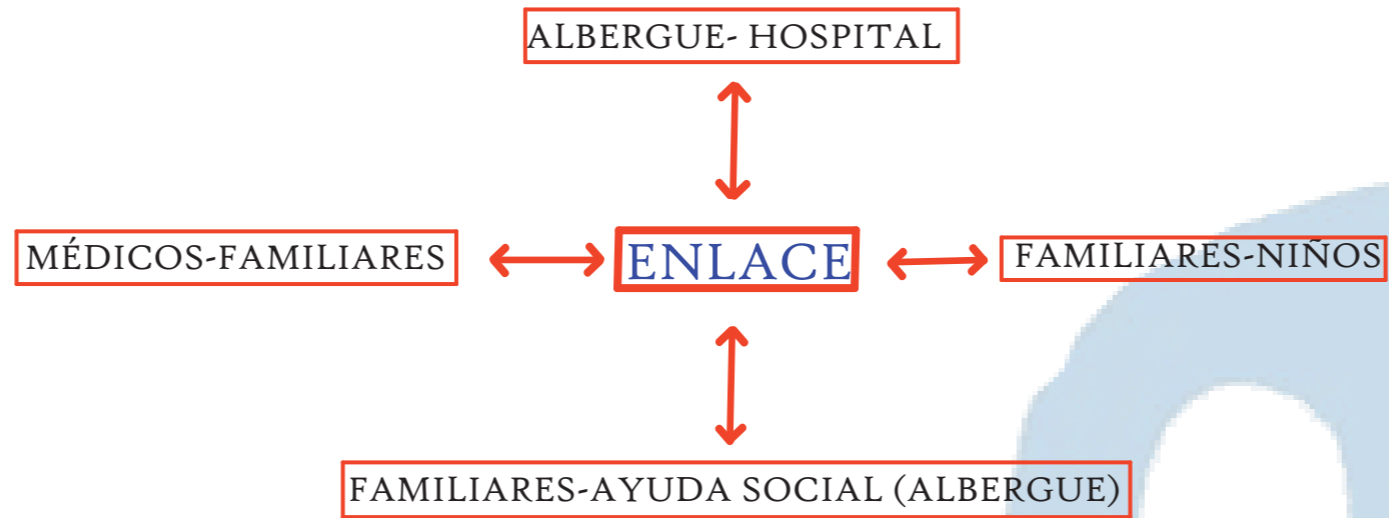 ALBERGUE- HOSPITAL
MÉDICOS-FAMILIARES
ENLACE
FAMILIARES-NIÑOS
FAMILIARES-AYUDA SOCIAL (ALBERGUE)